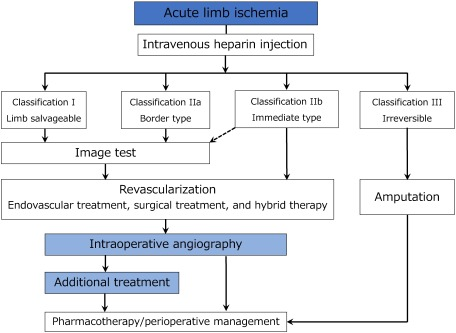 Acute limb ischemia
Intravenous heparin injection
Classification I
Limb salvageable
Classification IIa
Border type
Classification IIb
Immediate type
Classification III
Irreversible
Image test
Revascularization
Endovascular treatment, surgical treatment, and hybrid therapy
Amputation
Intraoperative angiography
Additional treatment
Pharmacotherapy/perioperative management